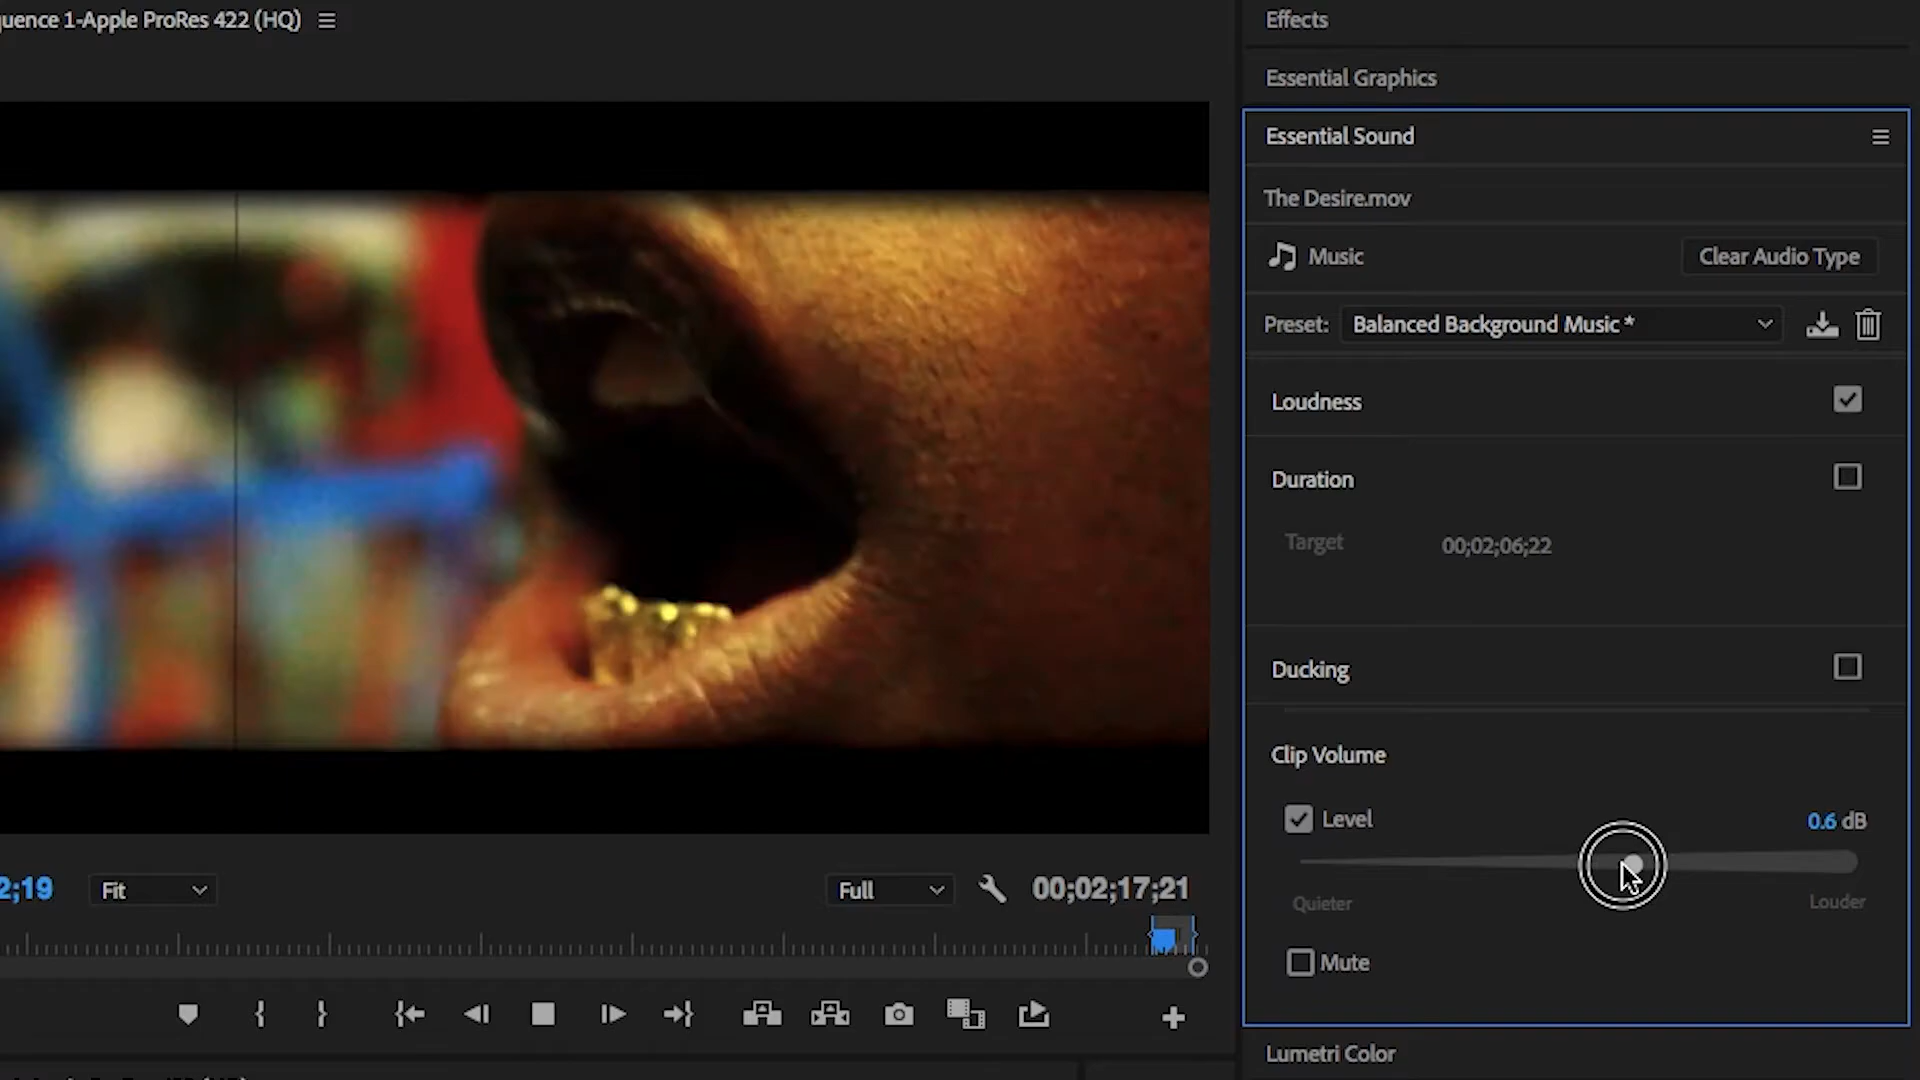 uence 1-Apple ProRes 422 (HQ)
Effects
Essential Graphics
Essential Sound
The Desire.mov
Music
Clear Audio Type
Preset:
Balanced Background Music *
Loudness
Duration
Target
00;02;06;22
Ducking
Clip Volume
Level
0.6 dB
Quieter
Louder
Mute
2;19
Fit
Full
00;02;17;21
Lumetri Color